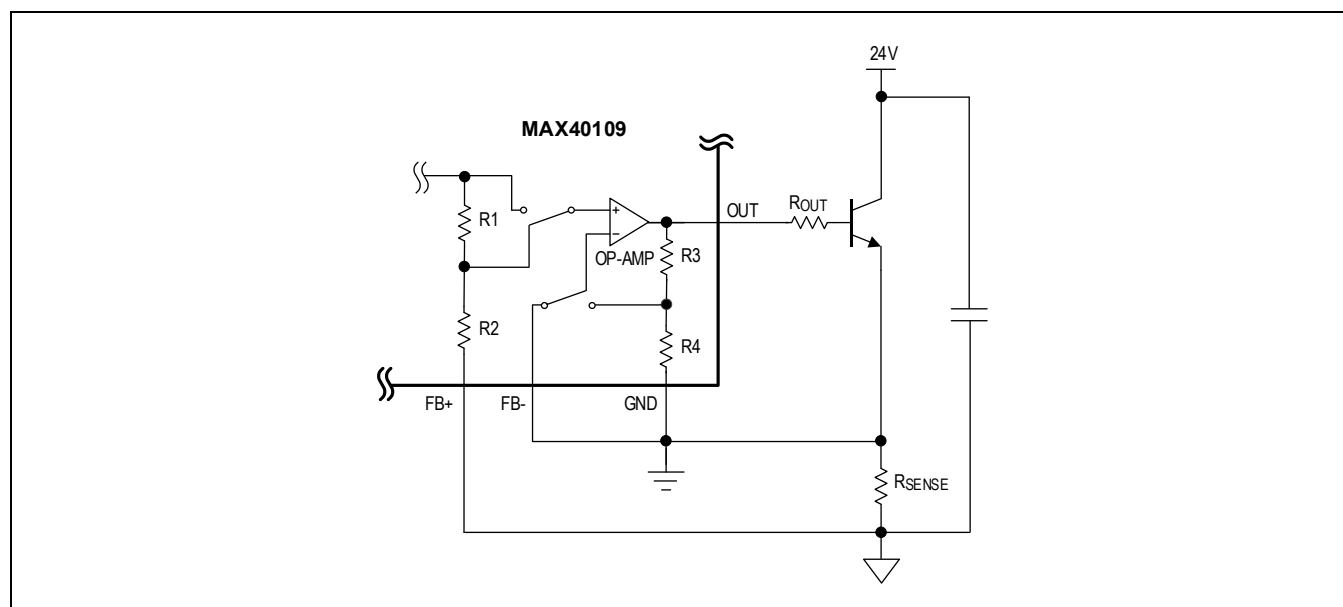 24V
MAX40109
R1
OUT
ROUT
OP-AMP
R3
R2
R4
FB+
FB-
GND
RSENSE